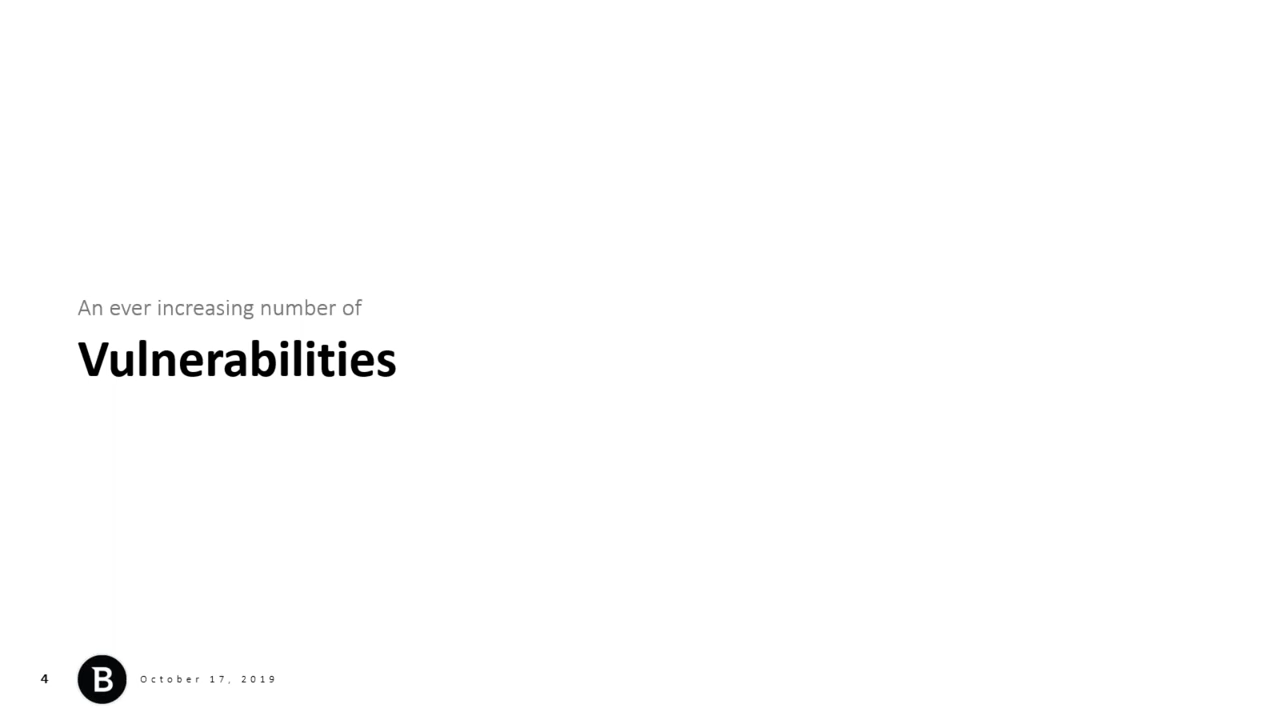 An ever increasing number of
Vulnerabilities
4
B
October 17, 2019